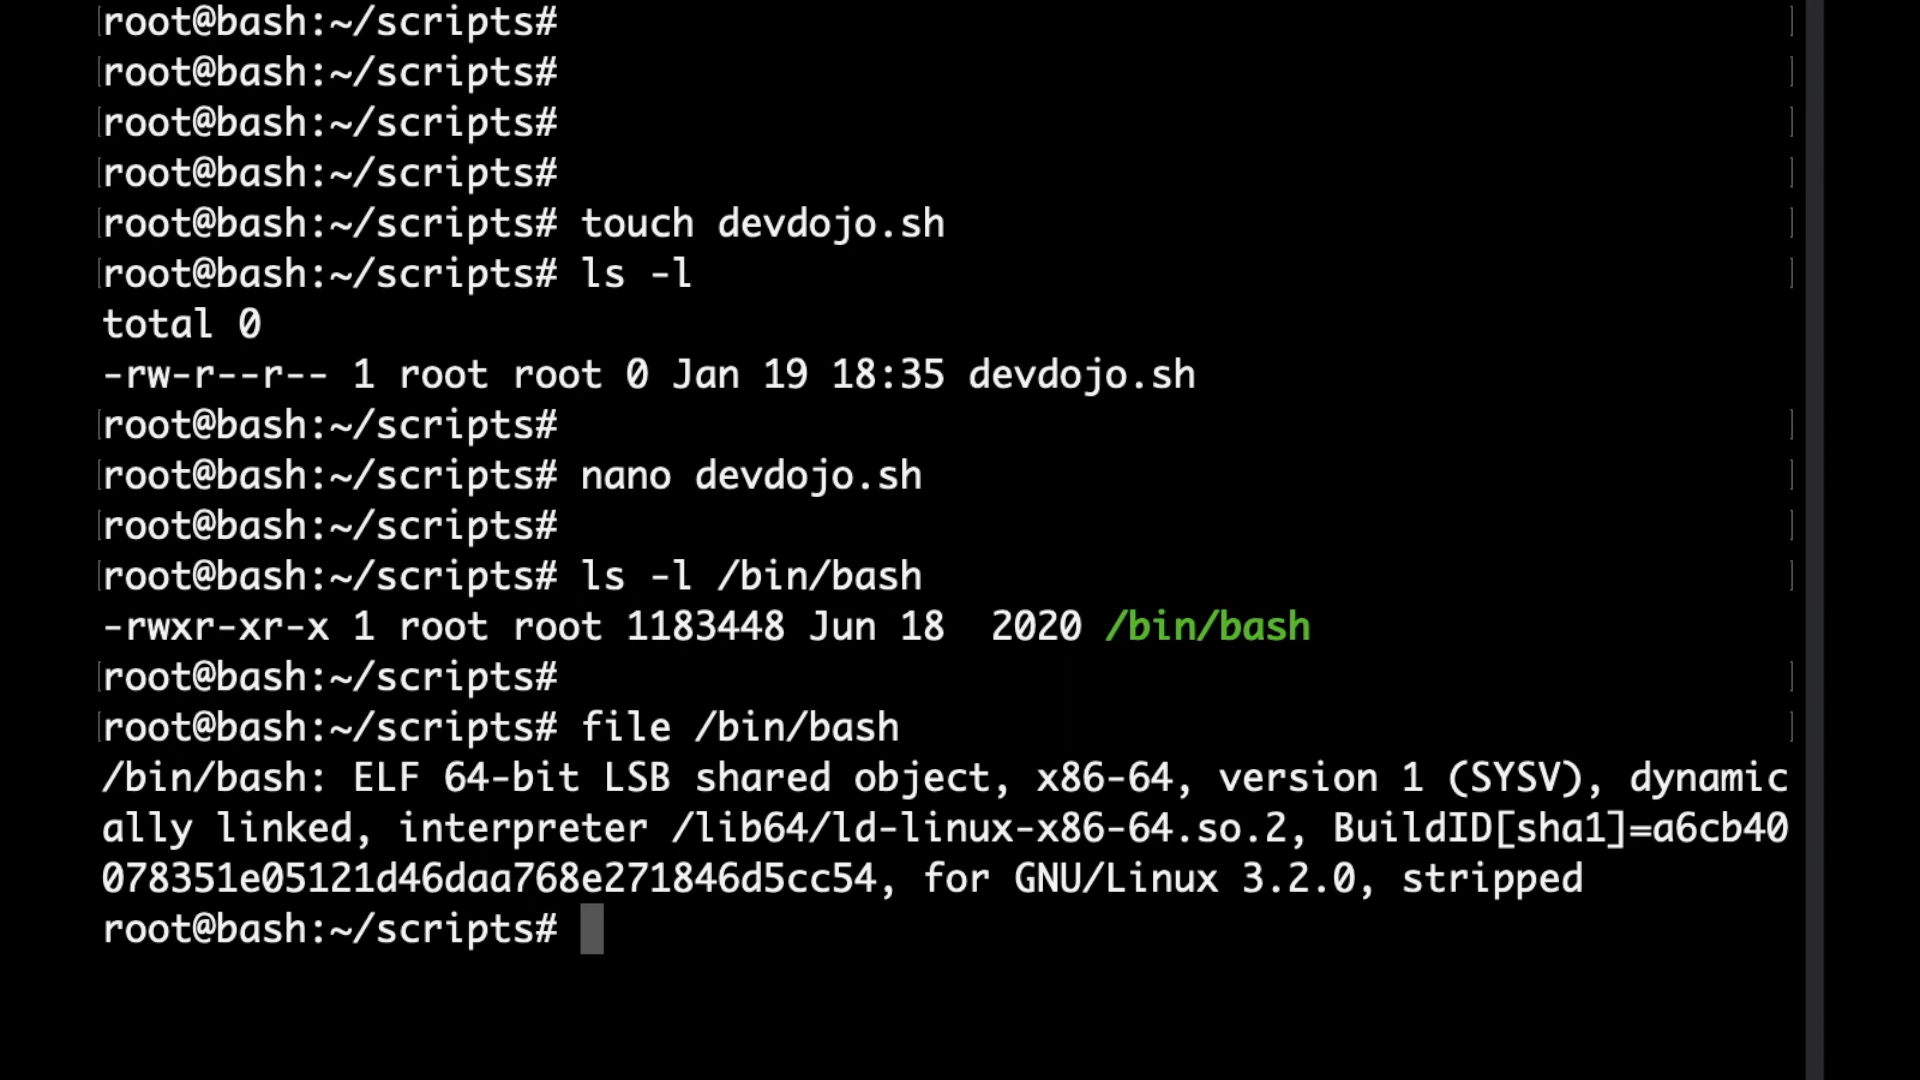 root@bash:~/scripts#
root@bash:~/scripts#
root@bash:~/scripts#
root@bash:~/scripts#
root@bash:~/scripts# touch devdojo.sh
root@bash:~/scripts# ls -l
total 0
-rw-r--r-- 1 root root 0 Jan 19 18:35 devdojo.sh
root@bash:~/scripts#
root@bash:~/scripts# nano devdojo.sh
root@bash:~/scripts#
root@bash:~/scripts# ls -l /bin/bash
-rwxr-xr-x 1 root root 1183448 Jun 18  2020 /bin/bash
root@bash:~/scripts#
root@bash:~/scripts# file /bin/bash
/bin/bash: ELF 64-bit LSB shared object, x86-64, version 1 (SYSV), dynamic
ally linked, interpreter /lib64/ld-linux-x86-64.so.2, BuildID[sha1]=a6cb40
078351e05121d46daa768e271846d5cc54, for GNU/Linux 3.2.0, stripped
root@bash:~/scripts#